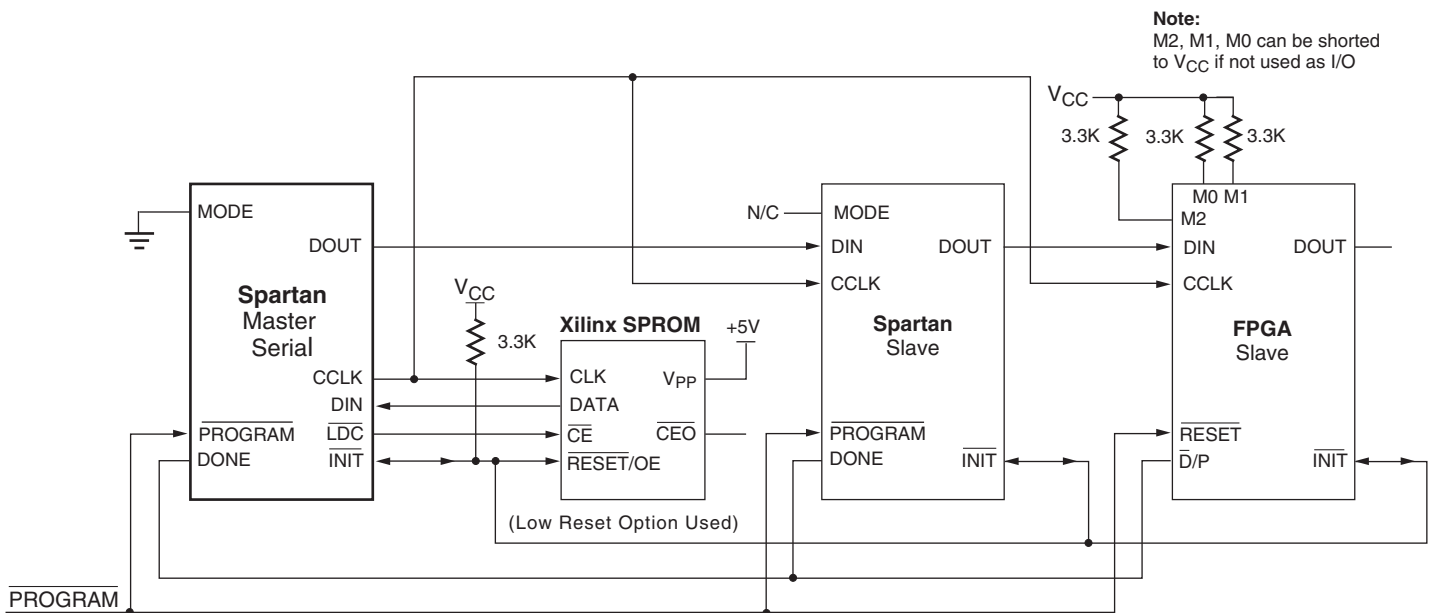 Note:
M2, M1, M0 can be shorted
to VCC if not used as I/O
VCC
3.3K
3.3K
3.3K
M0 M1
M2
DIN
DOUT
CCLK
FPGA
Slave
RESET
D/P
INIT
N/C
MODE
DIN
DOUT
CCLK
Spartan
Slave
PROGRAM
DONE
INIT
MODE
DOUT
Spartan
Master
Serial
CCLK
DIN
PROGRAM
LDC
DONE
INIT
VCC
3.3K
Xilinx SPROM
+5V
CLK
VPP
DATA
CE
CEO
RESET/OE
(Low Reset Option Used)
PROGRAM